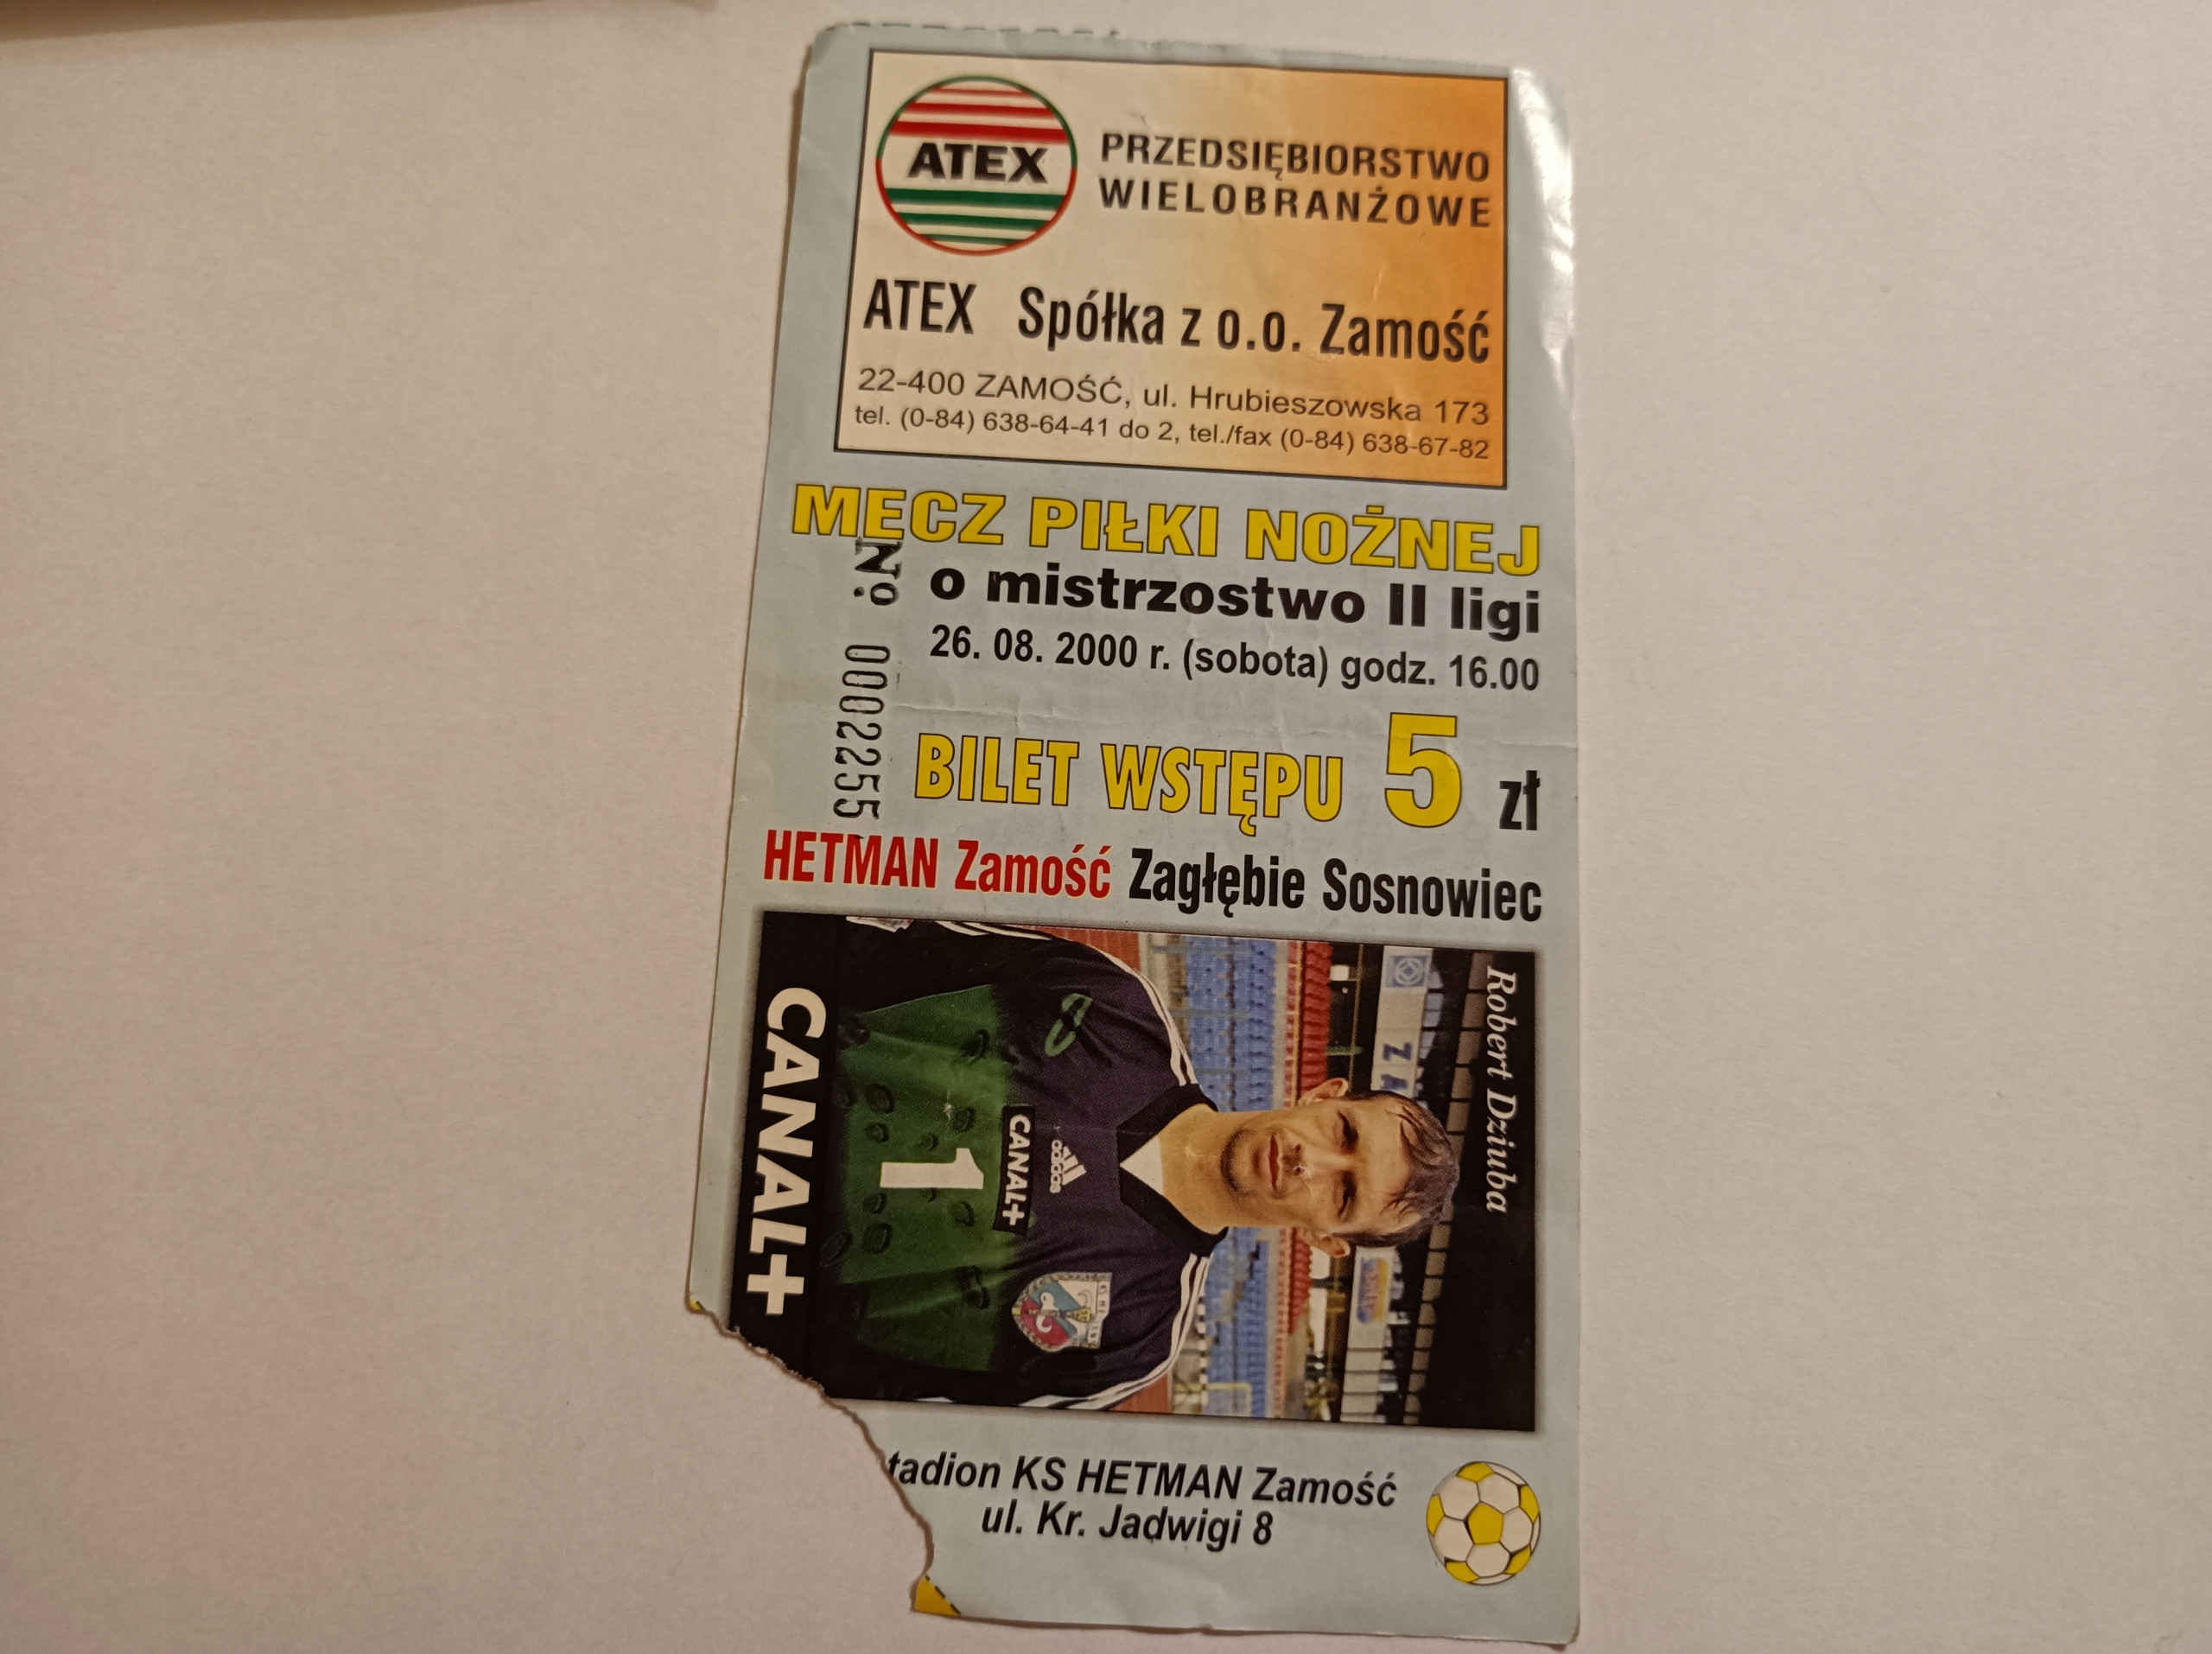 ATEX
PRZEDSIĘBIORSTWO
WIELOBRANŻOWE
ATEX Spółka z o.o. Zamość
22-400 ZAMOŚĆ, ul. Hrubieszowska 173
tel. (0-84) 638-64-41 do 2, tel./fax (0-84) 638-67-82
MECZ PIŁKI NOŻNEJ
o mistrzostwo II ligi
26. 08. 2000 r. (sobota) godz. 16.00
Nº 0002255
BILET WSTĘPU 5 zł
HETMAN Zamość Zagłębie Sosnowiec
Robert Dziuba
adidas
CANAL+
1
CANAL+
tadion KS HETMAN Zamość
ul. Kr. Jadwigi 8